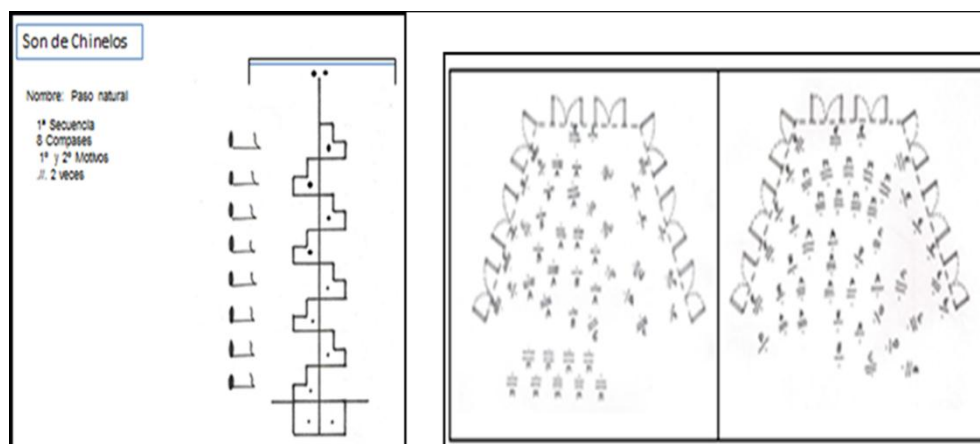 Son de Chinelos
Nombre: Paso natural
1ª Secuencia
8 Compases
1º y 2º Motivos
.//. 2 veces